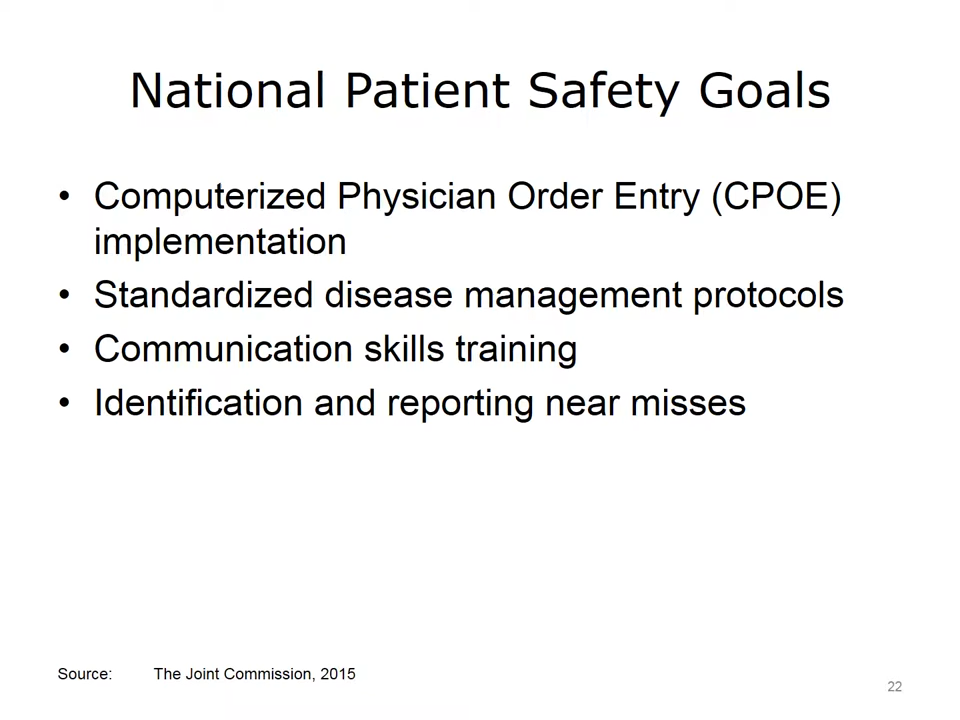 National Patient Safety Goals
• Computerized Physician Order Entry (CPOE)
implementation
• Standardized disease management protocols
• Communication skills training
• Identification and reporting near misses
Source: The Joint Commission, 2015
22